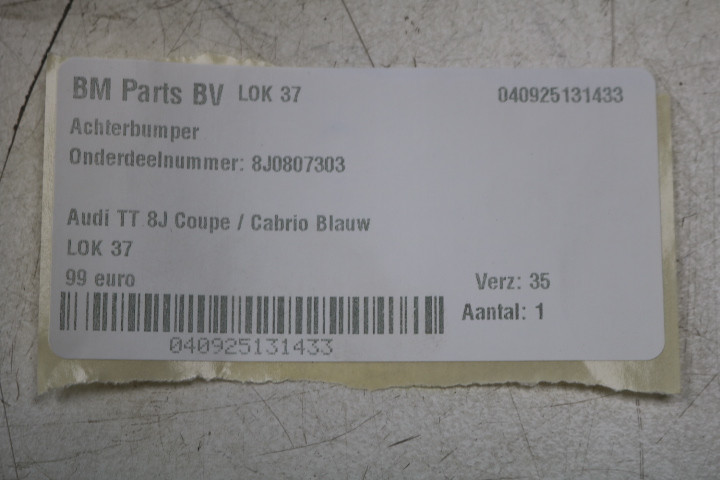 BM Parts BV LOK 37 040925131433
Achterbumper
Onderdeelnummer: 8J0807303
Audi TT 8J Coupe / Cabrio Blauw
LOK 37
99 euro Verz: 35
Aantal: 1
040925131433